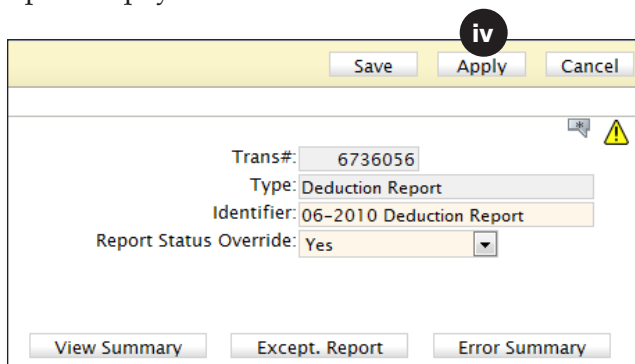 iv
Save Apply Cancel
Trans#: 6736056
Type: Deduction Report
Identifier: 06-2010 Deduction Report
Report Status Override: Yes
View Summary Except. Report Error Summary